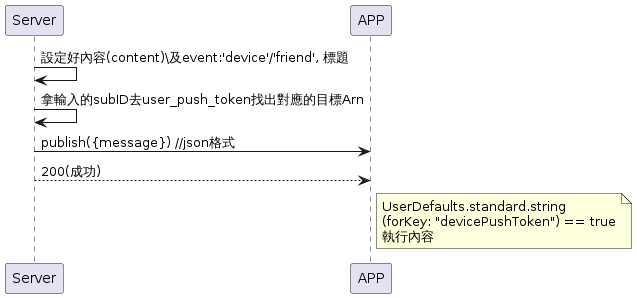 Server
APP
設定好內容(content)\及event:'device'/'friend', 標題
拿輸入的subID去user_push_token找出對應的目標Arn
publish({message}) //json格式
200(成功)
UserDefaults.standard.string
(forKey: "devicePushToken") == true
執行內容
Server
APP